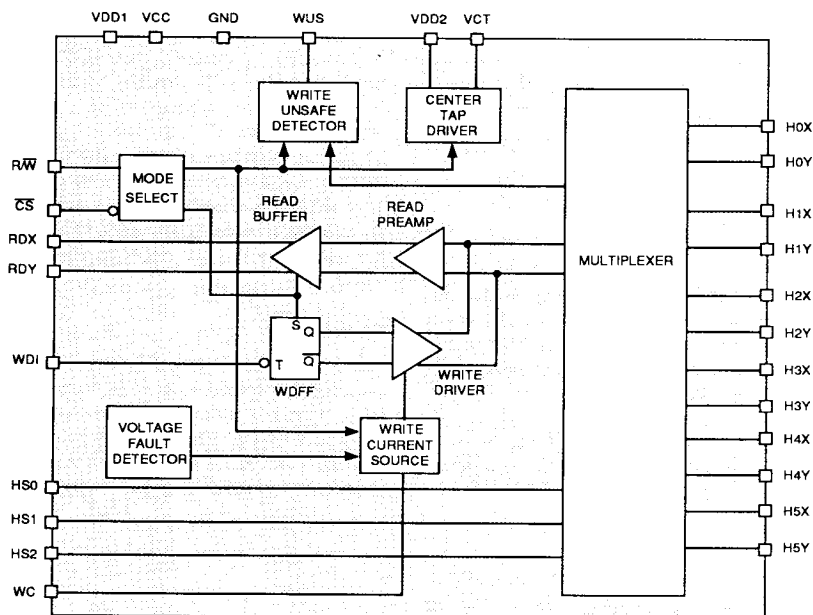 VDD1 VCC GND WUS VDD2 VCT
WRITE
UNSAFE
DETECTOR
CENTER
TAP
DRIVER
H0X
R/W̅
MODE
SELECT
H0Y
C̅S̅
READ
BUFFER
READ
PREAMP
H1X
RDX
H1Y
RDY
MULTIPLEXER
H2X
S Q
H2Y
WDI
T Q̅
WDFF
WRITE
DRIVER
H3X
H3Y
VOLTAGE
FAULT
DETECTOR
WRITE
CURRENT
SOURCE
H4X
H4Y
HS0
HS1
H5X
HS2
H5Y
WC